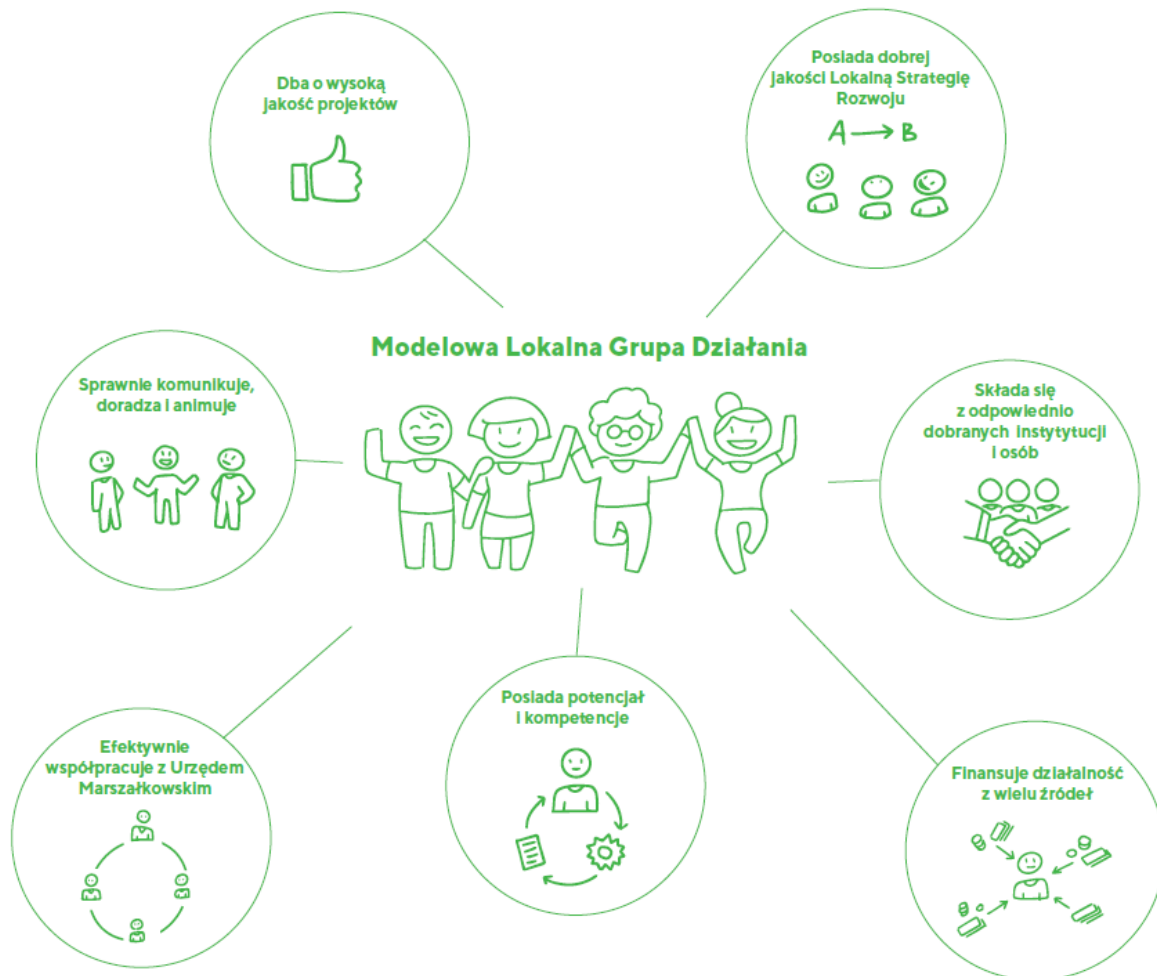 Dba o wysoką
jakość projektów
Posiada dobrej
jakości Lokalną Strategię
Rozwoju
A → B
Modelowa Lokalna Grupa Działania
Sprawnie komunikuje,
doradza i animuje
Składa się
z odpowiednio
dobranych instytytucji
i osób
Efektywnie
współpracuje z Urzędem
Marszałkowskim
Posiada potencjał
i kompetencje
Finansuje działalność
z wielu źródeł